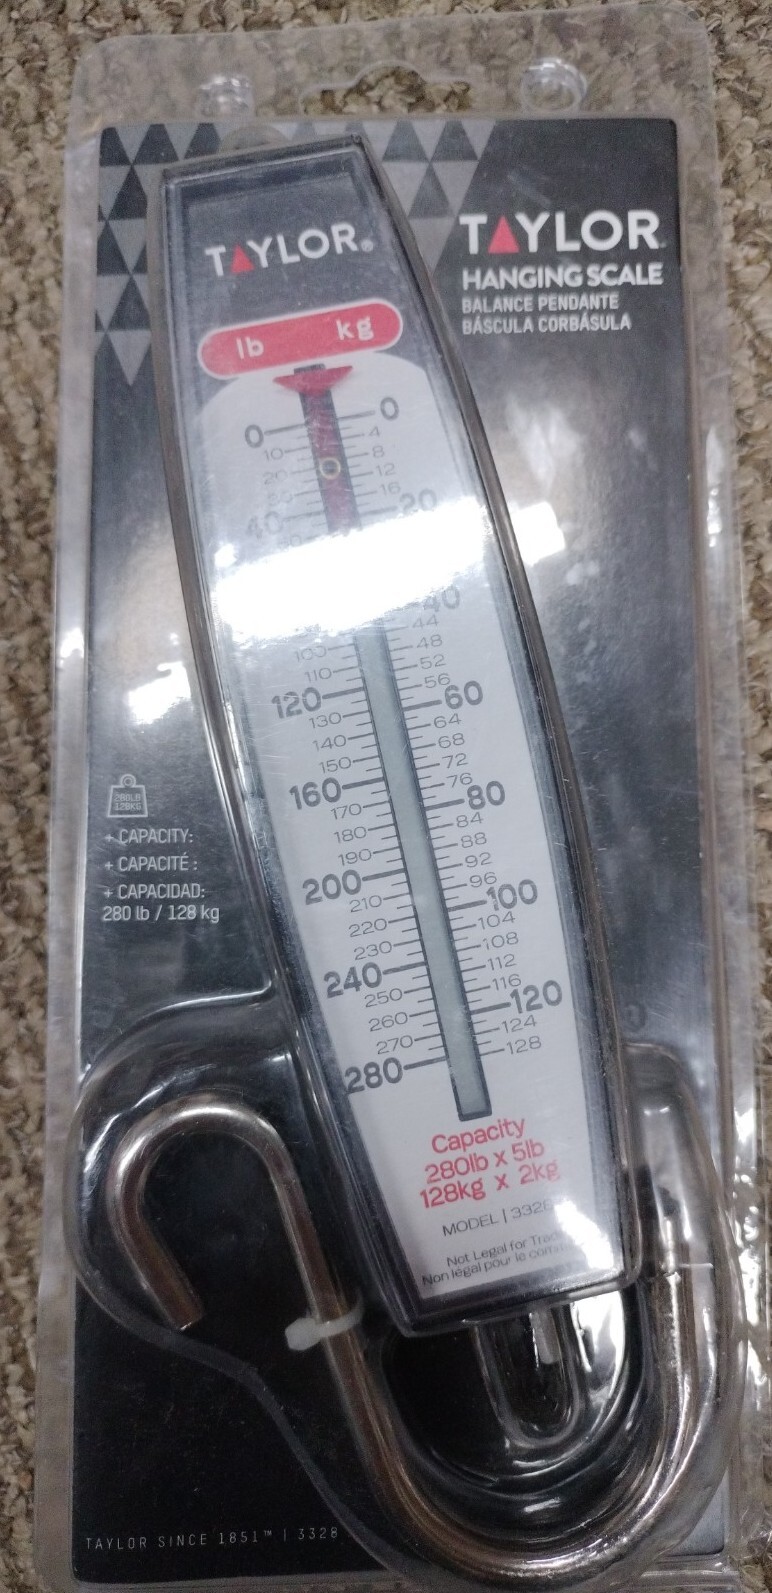 TAYLOR®
lb kg
TAYLOR
HANGING SCALE
BALANCE PENDANTE
BÁSCULA CORBÁSULA
0 0
4
10 8
20 12
16
40 20
40
44
100 48
110 52
56
120 60
130 64
140 68
150 72
76
160 80
170 84
180 88
190 92
96
200 100
210 104
220 108
230 112
240 116
250 120
260 124
270 128
280
Capacity
280lb x 5lb
128kg x 2kg
MODEL | 3328
Not Legal for
Non légal pour le
280LB
128KG
+ CAPACITY:
+ CAPACITÉ :
+ CAPACIDAD:
280 lb / 128 kg
TAYLOR SINCE 1851™ | 3328